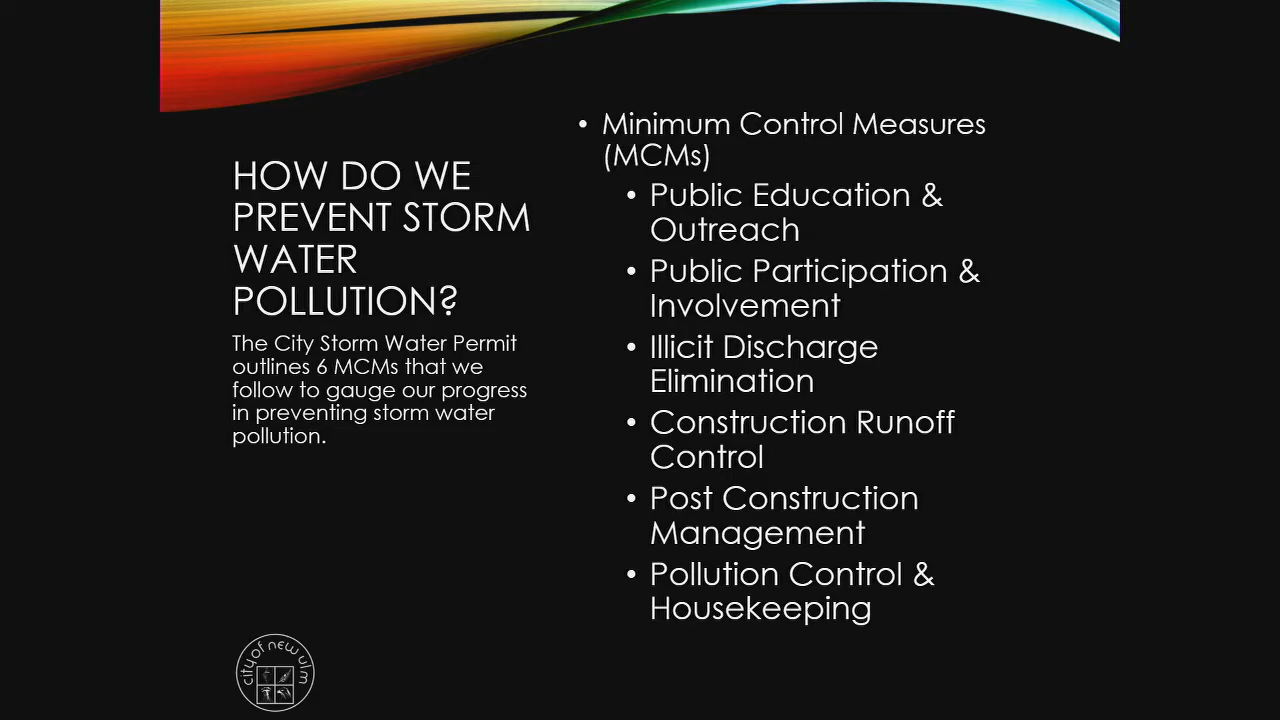 HOW DO WE
PREVENT STORM
WATER
POLLUTION?
The City Storm Water Permit
outlines 6 MCMs that we
follow to gauge our progress
in preventing storm water
pollution.
• Minimum Control Measures
(MCMs)
• Public Education &
Outreach
• Public Participation &
Involvement
• Illicit Discharge
Elimination
• Construction Runoff
Control
• Post Construction
Management
• Pollution Control &
Housekeeping
city of new ulm